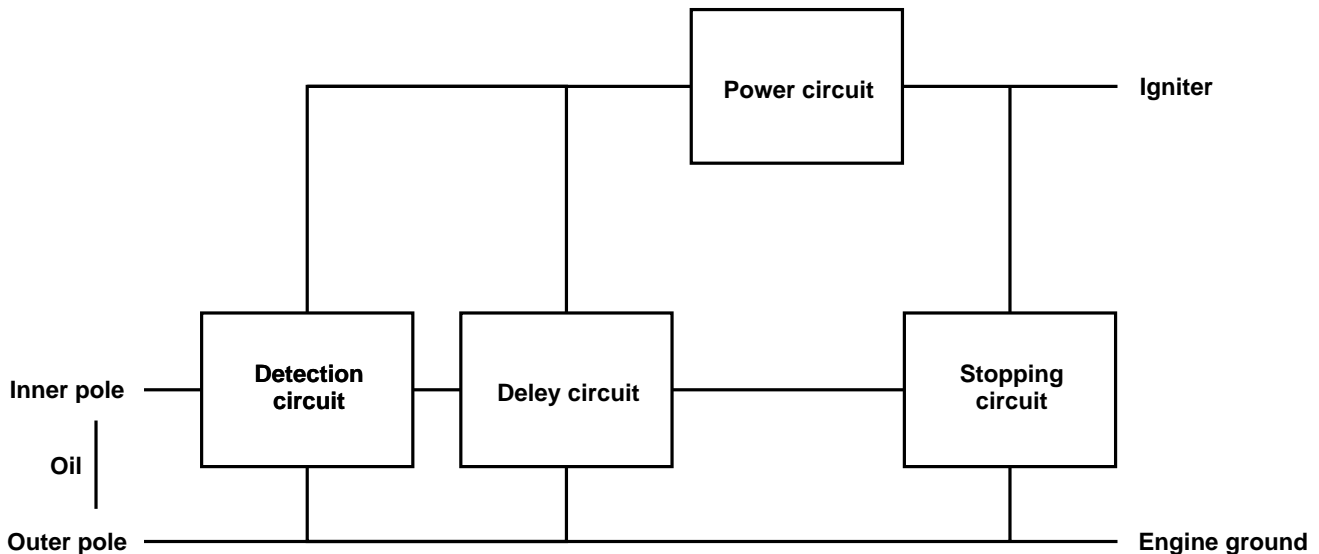 Power circuit
Igniter
Detection
circuit
Inner pole
Deley circuit
Stopping
circuit
Oil
Outer pole
Engine ground